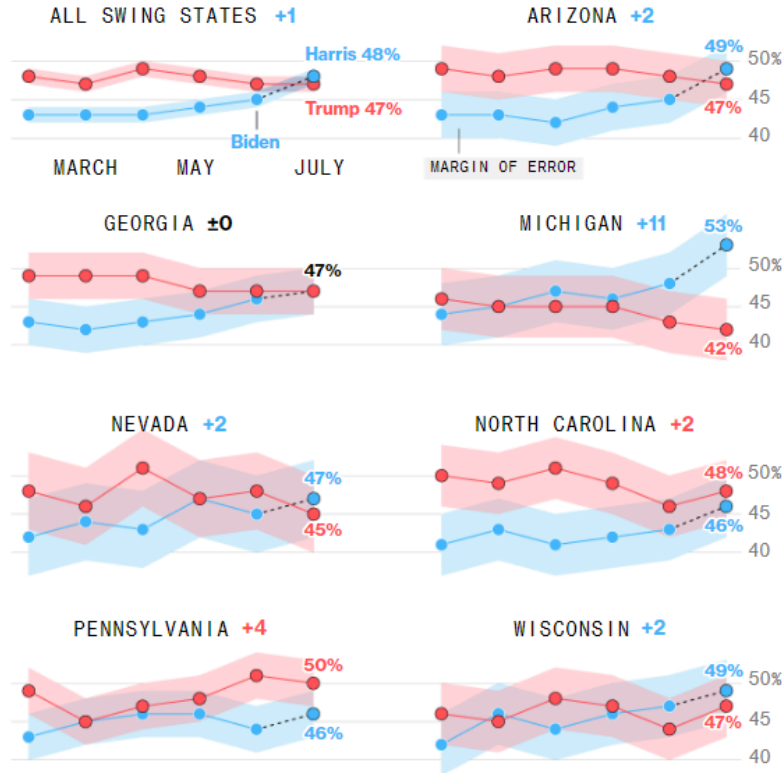 ALL SWING STATES +1
Harris 48%
Trump 47%
Biden
MARCH MAY JULY
ARIZONA +2
49%
50%
45
47%
40
MARGIN OF ERROR
GEORGIA ±0
47%
MICHIGAN +11
53%
50%
45
42%
40
NEVADA +2
47%
45%
NORTH CAROLINA +2
48%
50%
45
46%
40
PENNSYLVANIA +4
50%
46%
WISCONSIN +2
49%
50%
45
47%
40